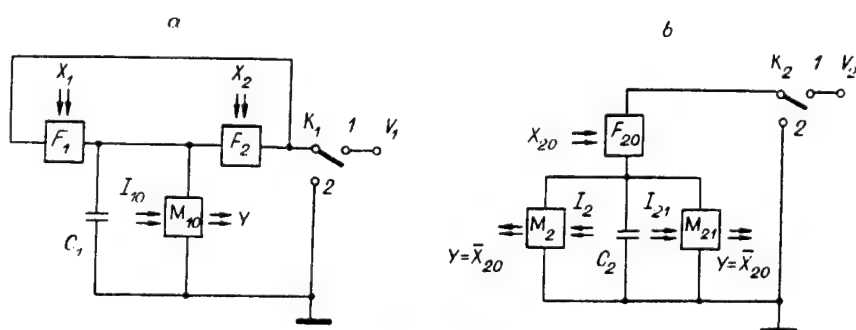 a
X₁
X₂
K₁ 1 V₁
F₁
F₂
2
I₁₀
M₁₀
Y
C₁
b
K₂ 1 V₂
2
X₂₀
F₂₀
I₂
I₂₁
M₂
M₂₁
C₂
Y=X̅₂₀
Y=X̅₂₀